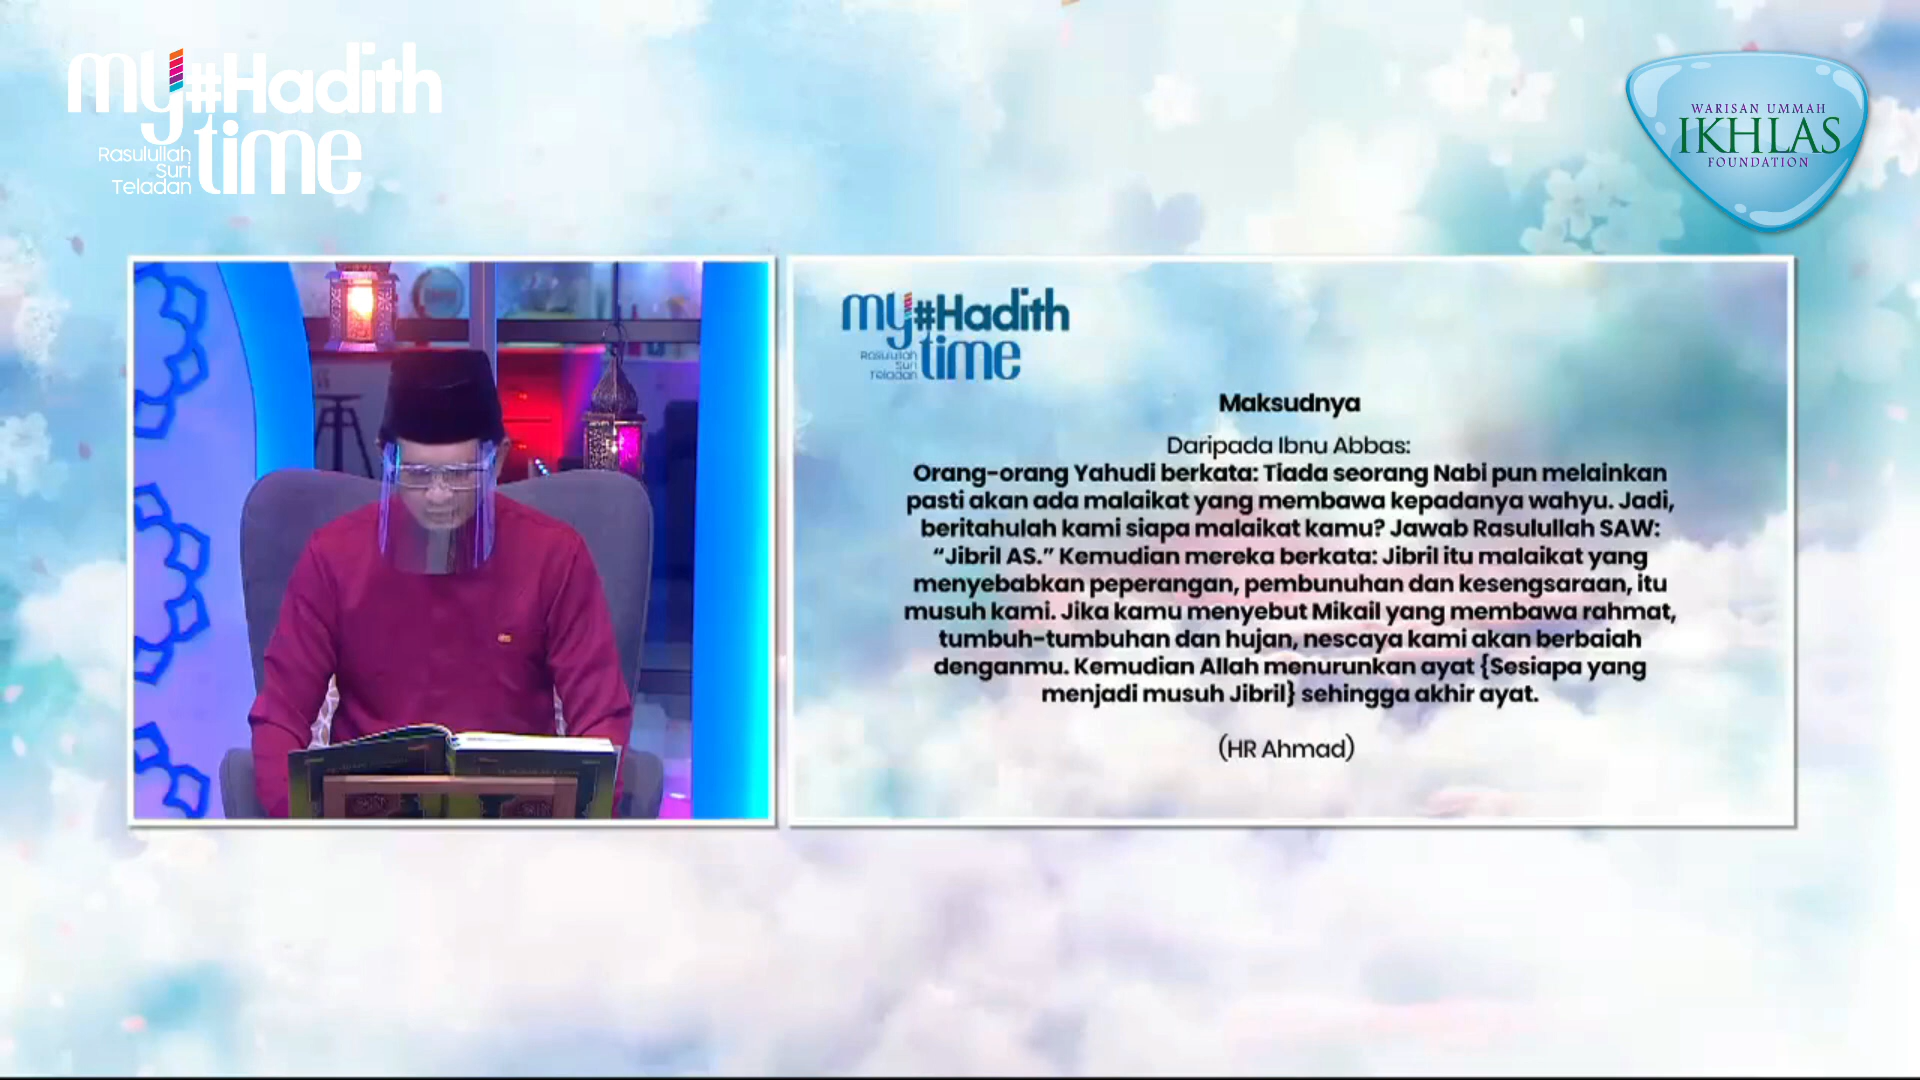 my#Hadith
time
Rasulullah
Suri
Teladan
WARISAN UMMAH
IKHLAS
FOUNDATION
my#Hadith
time
Rasulullah
Suri
Teladan
Maksudnya
Daripada Ibnu Abbas:
Orang-orang Yahudi berkata: Tiada seorang Nabi pun melainkan
pasti akan ada malaikat yang membawa kepadanya wahyu. Jadi,
beritahulah kami siapa malaikat kamu? Jawab Rasulullah SAW:
“Jibril AS.” Kemudian mereka berkata: Jibril itu malaikat yang
menyebabkan peperangan, pembunuhan dan kesengsaraan, itu
musuh kami. Jika kamu menyebut Mikail yang membawa rahmat,
tumbuh-tumbuhan dan hujan, nescaya kami akan berbaiah
denganmu. Kemudian Allah menurunkan ayat {Sesiapa yang
menjadi musuh Jibril} sehingga akhir ayat.
(HR Ahmad)